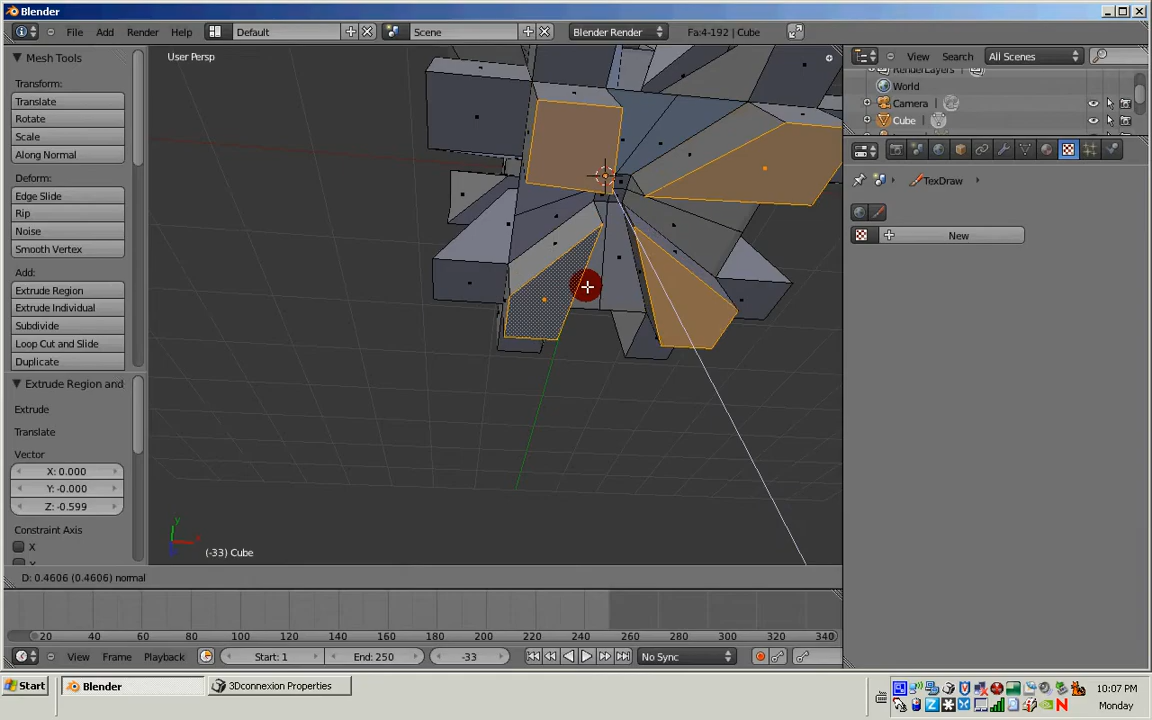 Blender
File Add Render Help Default Scene Blender Render Fa:4-192 | Cube
Mesh Tools
Transform:
Translate
Rotate
Scale
Along Normal
Deform:
Edge Slide
Rip
Noise
Smooth Vertex
Add:
Extrude Region
Extrude Individual
Subdivide
Loop Cut and Slide
Duplicate
Extrude Region and
Extrude
Translate
Vector
X: 0.000
Y: -0.000
Z: -0.599
Constraint Axis
X
User Persp
y
x
(-33) Cube
View Search All Scenes
RenderLayers
World
Camera
Cube
TexDraw
New
D: 0.4606 (0.4606) normal
20 40 60 80 100 120 140 160 180 200 220 240 260 280 300 320 340
View Frame Playback Start: 1 End: 250 -33 No Sync
Start Blender 3Dconnexion Properties
10:07 PM
Monday